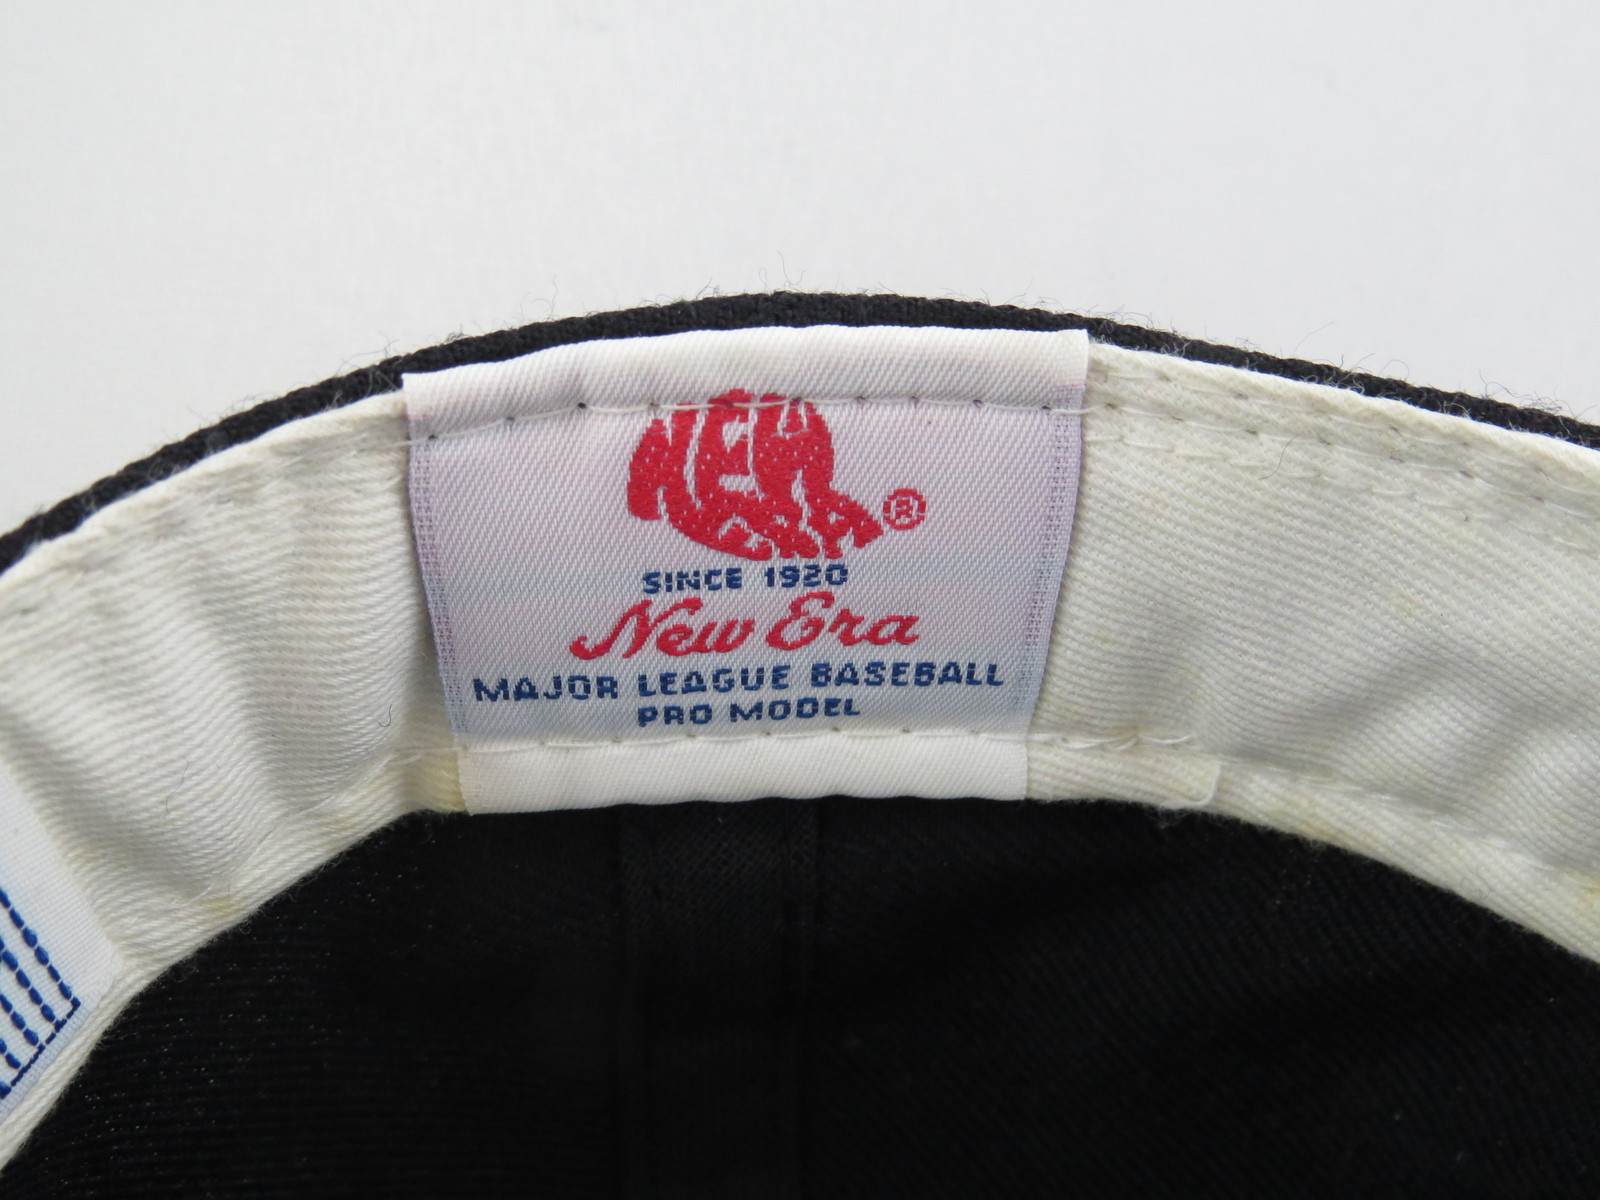 NEW
ERA ®
SINCE 1920
New Era
MAJOR LEAGUE BASEBALL
PRO MODEL